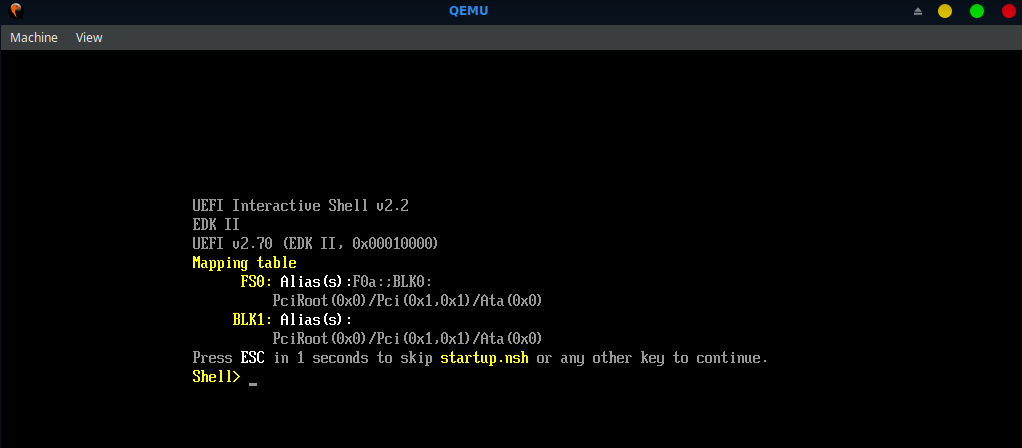 QEMU
Machine View
UEFI Interactive Shell v2.2
EDK II
UEFI v2.70 (EDK II, 0x00010000)
Mapping table
FS0: Alias(s):F0a:;BLK0:
PciRoot(0x0)/Pci(0x1,0x1)/Ata(0x0)
BLK1: Alias(s):
PciRoot(0x0)/Pci(0x1,0x1)/Ata(0x0)
Press ESC in 1 seconds to skip startup.nsh or any other key to continue.
Shell> _